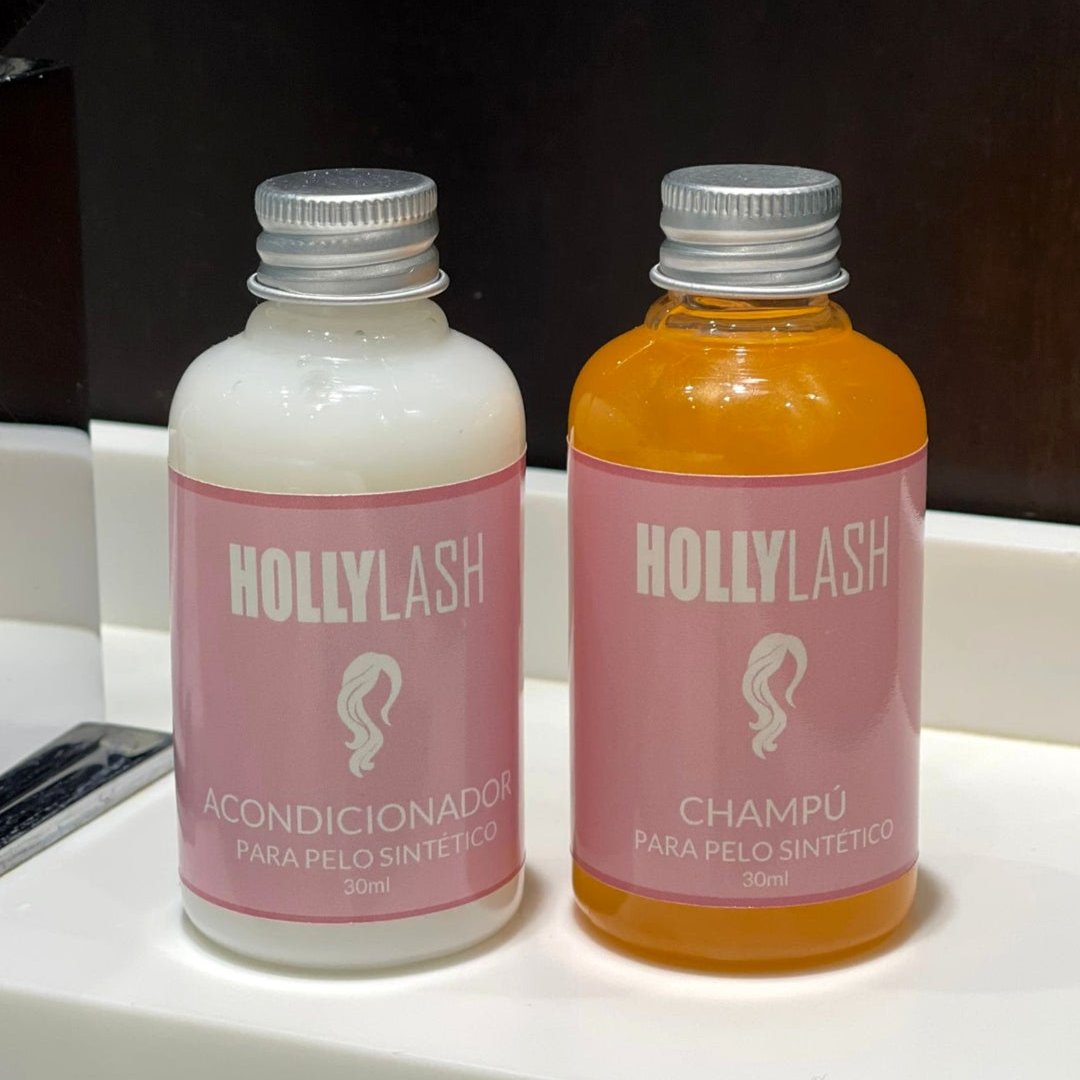 HOLLYLASH
ACONDICIONADOR
PARA PELO SINTÉTICO
30ml
HOLLYLASH
CHAMPÚ
PARA PELO SINTÉTICO
30ml